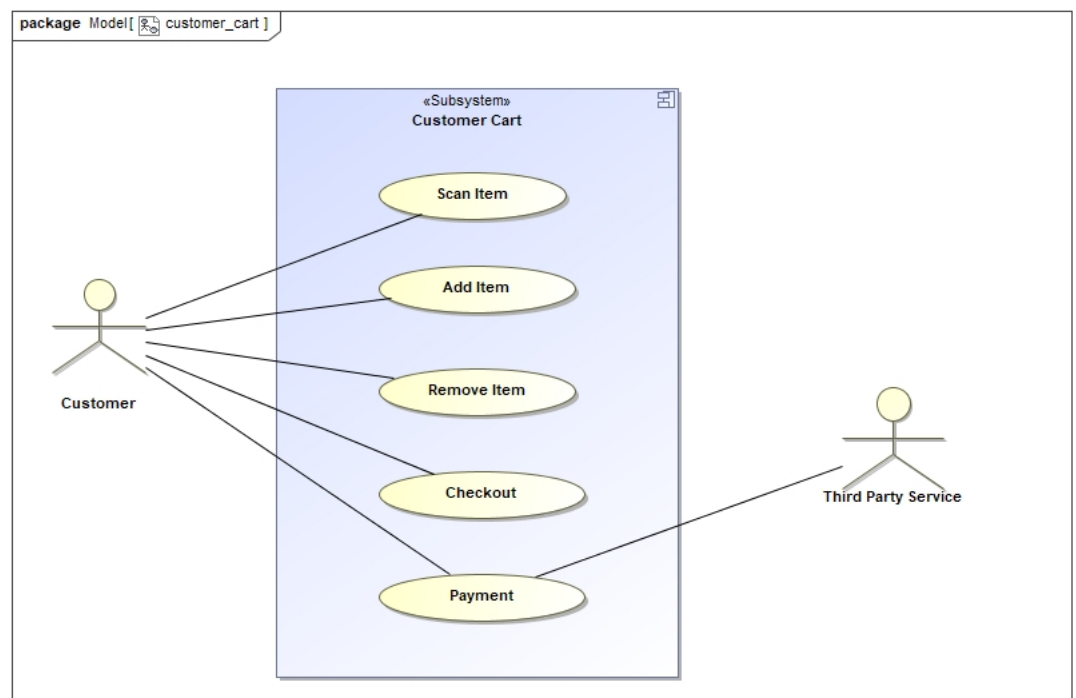 package Model[ customer_cart ]
«Subsystem»
Customer Cart
Scan Item
Add Item
Remove Item
Customer
Checkout
Third Party Service
Payment